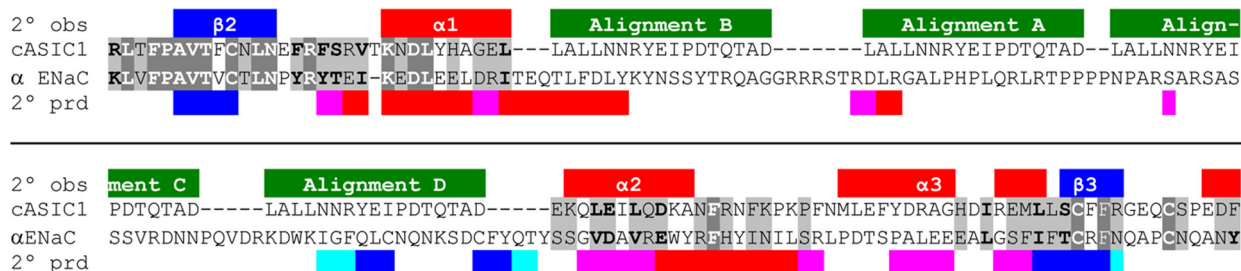 2° obs β2 α1 Alignment B Alignment A Align-
cASIC1 RLTFPAVTFCNLNEFRFSRVTKNDLYHAGEL---LALLNNRYEIPDTQTAD-------LALLNNRYEIPDTQTAD--LALLNNRYEI
α ENaC KLVFPAVTVCTLNPYRYTEI-KEDLEELDRITEQTLFDLYKYNSSYTRQAGGRRRSTRDLRGALPHPLQRLRTPPPPNPARSARSAS
2° prd
2° obs ment C Alignment D α2 α3 β3
cASIC1 PDTQTAD-----LALLNNRYEIPDTQTAD-----EKQLEILQDKANFRNFKPKPFNMLEFYDRAGHDIREMLLSCFFRGEQCSPEDF
αENaC SSVRDNNPQVDRKDWKIGFQLCNQNKSDCFYQTYSSGVDAVREWYRFHYINILSRLPDTSPALEEEALGSFIFTCRFNQAPCNQANY
2° prd